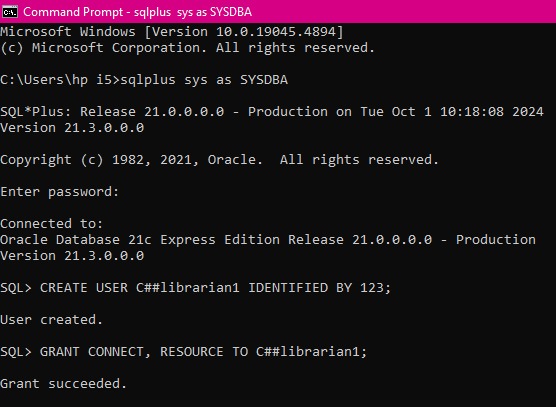 Command Prompt - sqlplus  sys as SYSDBA
Microsoft Windows [Version 10.0.19045.4894]
(c) Microsoft Corporation. All rights reserved.
C:\Users\hp i5>sqlplus sys as SYSDBA
SQL*Plus: Release 21.0.0.0.0 - Production on Tue Oct 1 10:18:08 2024
Version 21.3.0.0.0
Copyright (c) 1982, 2021, Oracle.  All rights reserved.
Enter password:
Connected to:
Oracle Database 21c Express Edition Release 21.0.0.0.0 - Production
Version 21.3.0.0.0
SQL> CREATE USER C##librarian1 IDENTIFIED BY 123;
User created.
SQL> GRANT CONNECT, RESOURCE TO C##librarian1;
Grant succeeded.